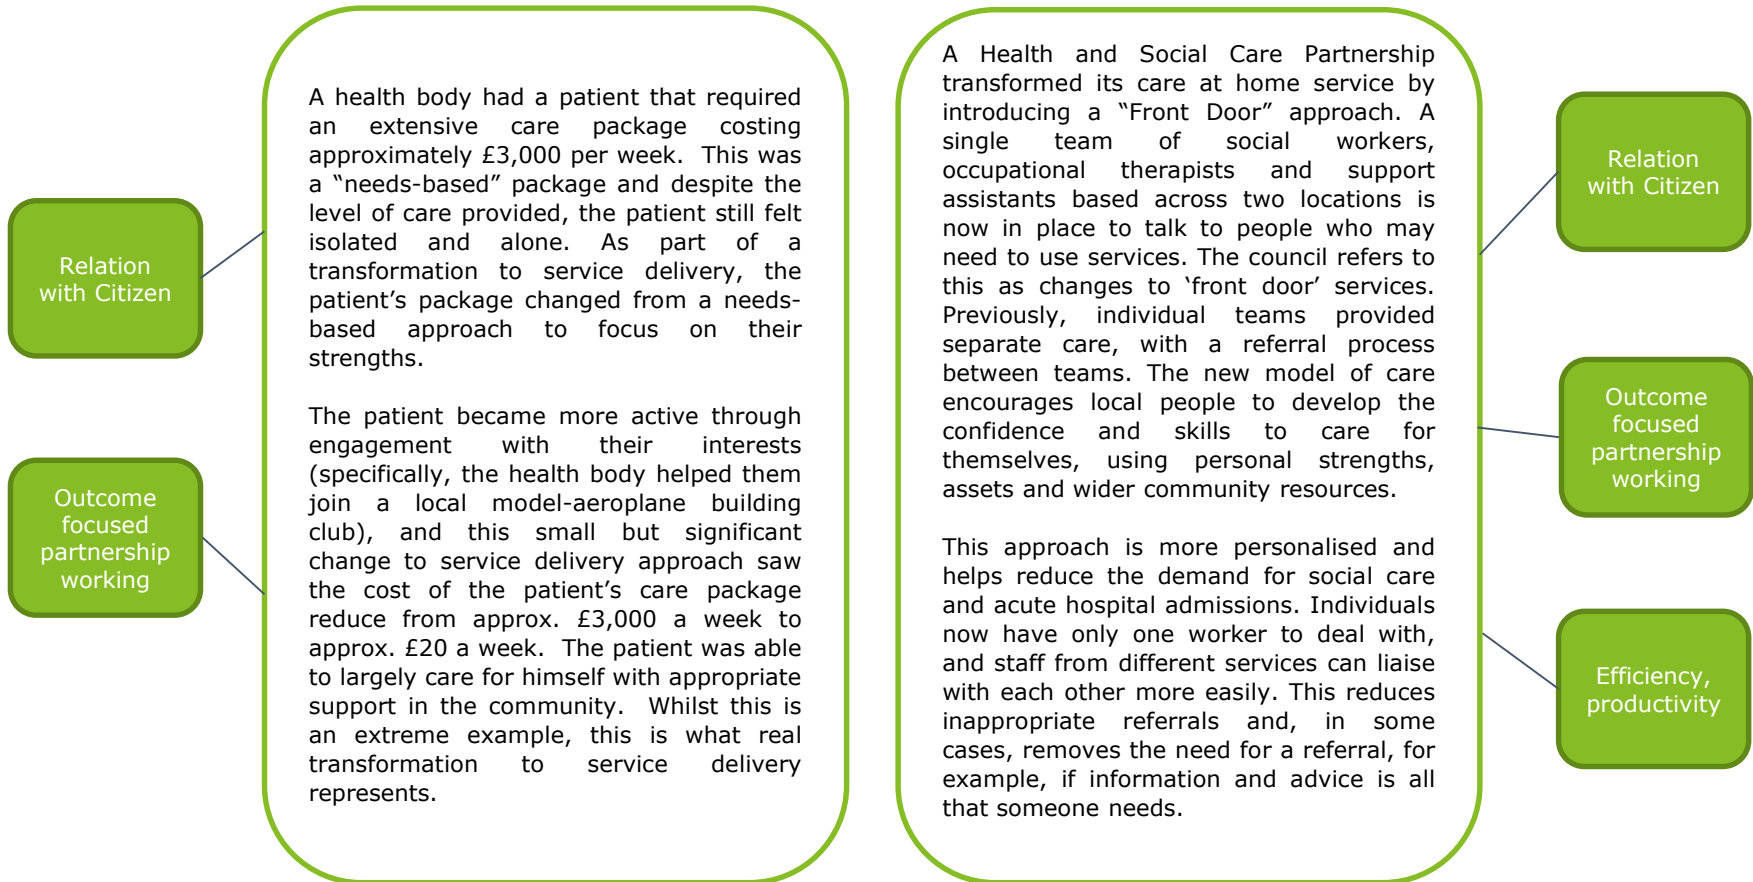 Relation
with Citizen
Outcome
focused
partnership
working
A health body had a patient that required
an extensive care package costing
approximately £3,000 per week. This was
a “needs-based” package and despite the
level of care provided, the patient still felt
isolated and alone. As part of a
transformation to service delivery, the
patient’s package changed from a needs-
based approach to focus on their
strengths.
The patient became more active through
engagement with their interests
(specifically, the health body helped them
join a local model-aeroplane building
club), and this small but significant
change to service delivery approach saw
the cost of the patient’s care package
reduce from approx. £3,000 a week to
approx. £20 a week. The patient was able
to largely care for himself with appropriate
support in the community. Whilst this is
an extreme example, this is what real
transformation to service delivery
represents.
A Health and Social Care Partnership
transformed its care at home service by
introducing a “Front Door” approach. A
single team of social workers,
occupational therapists and support
assistants based across two locations is
now in place to talk to people who may
need to use services. The council refers to
this as changes to ‘front door’ services.
Previously, individual teams provided
separate care, with a referral process
between teams. The new model of care
encourages local people to develop the
confidence and skills to care for
themselves, using personal strengths,
assets and wider community resources.
This approach is more personalised and
helps reduce the demand for social care
and acute hospital admissions. Individuals
now have only one worker to deal with,
and staff from different services can liaise
with each other more easily. This reduces
inappropriate referrals and, in some
cases, removes the need for a referral, for
example, if information and advice is all
that someone needs.
Relation
with Citizen
Outcome
focused
partnership
working
Efficiency,
productivity